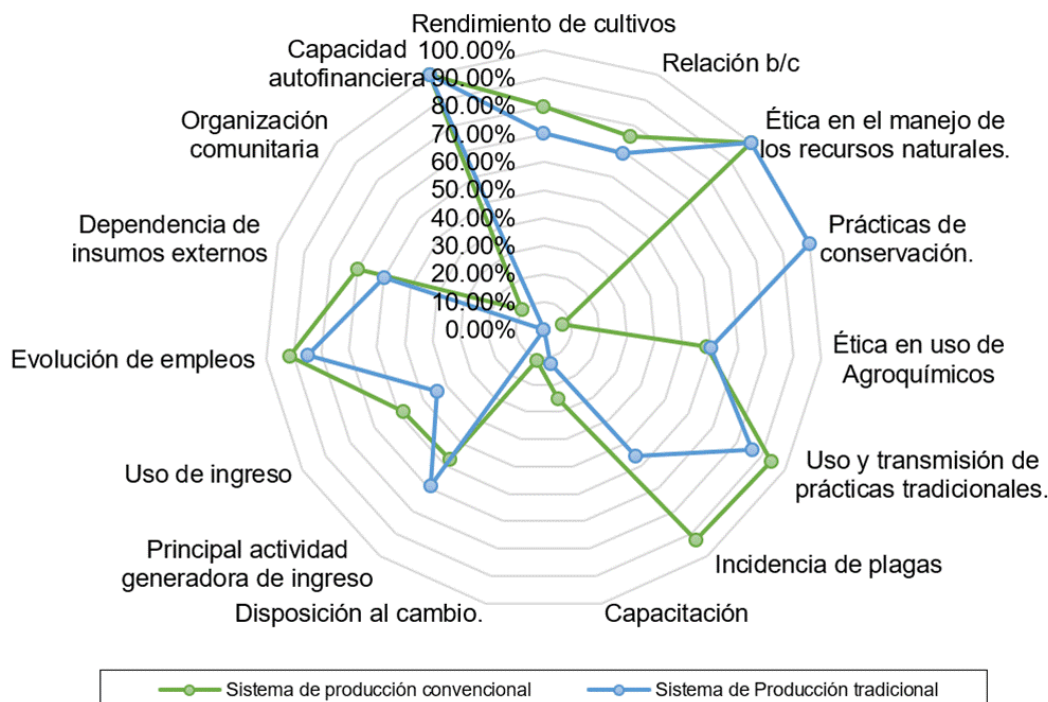 Rendimiento de cultivos
Relación b/c
Ética en el manejo de
los recursos naturales.
Prácticas de
conservación.
Ética en uso de
Agroquímicos
Uso y transmisión de
prácticas tradicionales.
Incidencia de plagas
Capacitación
Disposición al cambio.
Principal actividad
generadora de ingreso
Uso de ingreso
Evolución de empleos
Dependencia de
insumos externos
Organización
comunitaria
Capacidad
autofinanciera
100.00%
90.00%
80.00%
70.00%
60.00%
50.00%
40.00%
30.00%
20.00%
10.00%
0.00%
Sistema de producción convencional
Sistema de Producción tradicional